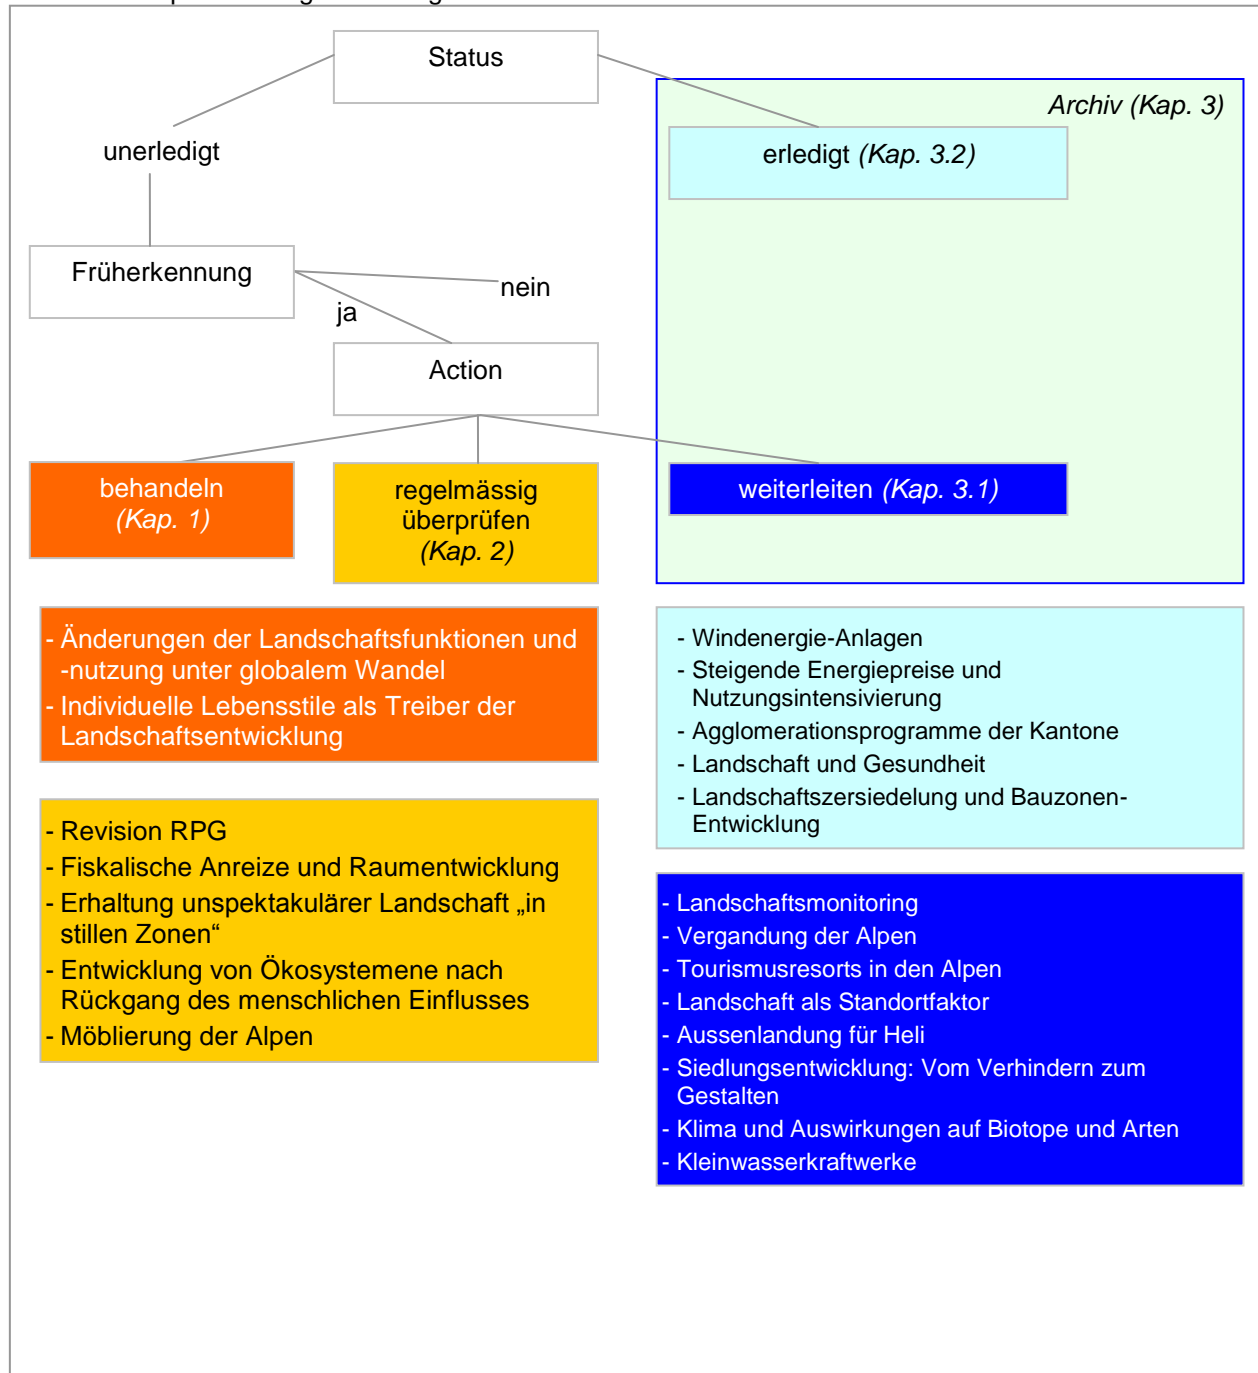 Status
Archiv (Kap. 3)
unerledigt
erledigt (Kap. 3.2)
Früherkennung
nein
ja
Action
behandeln
(Kap. 1)
regelmässig
überprüfen
(Kap. 2)
weiterleiten (Kap. 3.1)
- Änderungen der Landschaftsfunktionen und
-nutzung unter globalem Wandel
- Individuelle Lebensstile als Treiber der
Landschaftsentwicklung
- Windenergie-Anlagen
- Steigende Energiepreise und
Nutzungsintensivierung
- Agglomerationsprogramme der Kantone
- Landschaft und Gesundheit
- Landschaftszersiedelung und Bauzonen-
Entwicklung
- Revision RPG
- Fiskalische Anreize und Raumentwicklung
- Erhaltung unspektakulärer Landschaft „in
stillen Zonen“
- Entwicklung von Ökosystemene nach
Rückgang des menschlichen Einflusses
- Möblierung der Alpen
- Landschaftsmonitoring
- Vergandung der Alpen
- Tourismusresorts in den Alpen
- Landschaft als Standortfaktor
- Aussenlandung für Heli
- Siedlungsentwicklung: Vom Verhindern zum
Gestalten
- Klima und Auswirkungen auf Biotope und Arten
- Kleinwasserkraftwerke